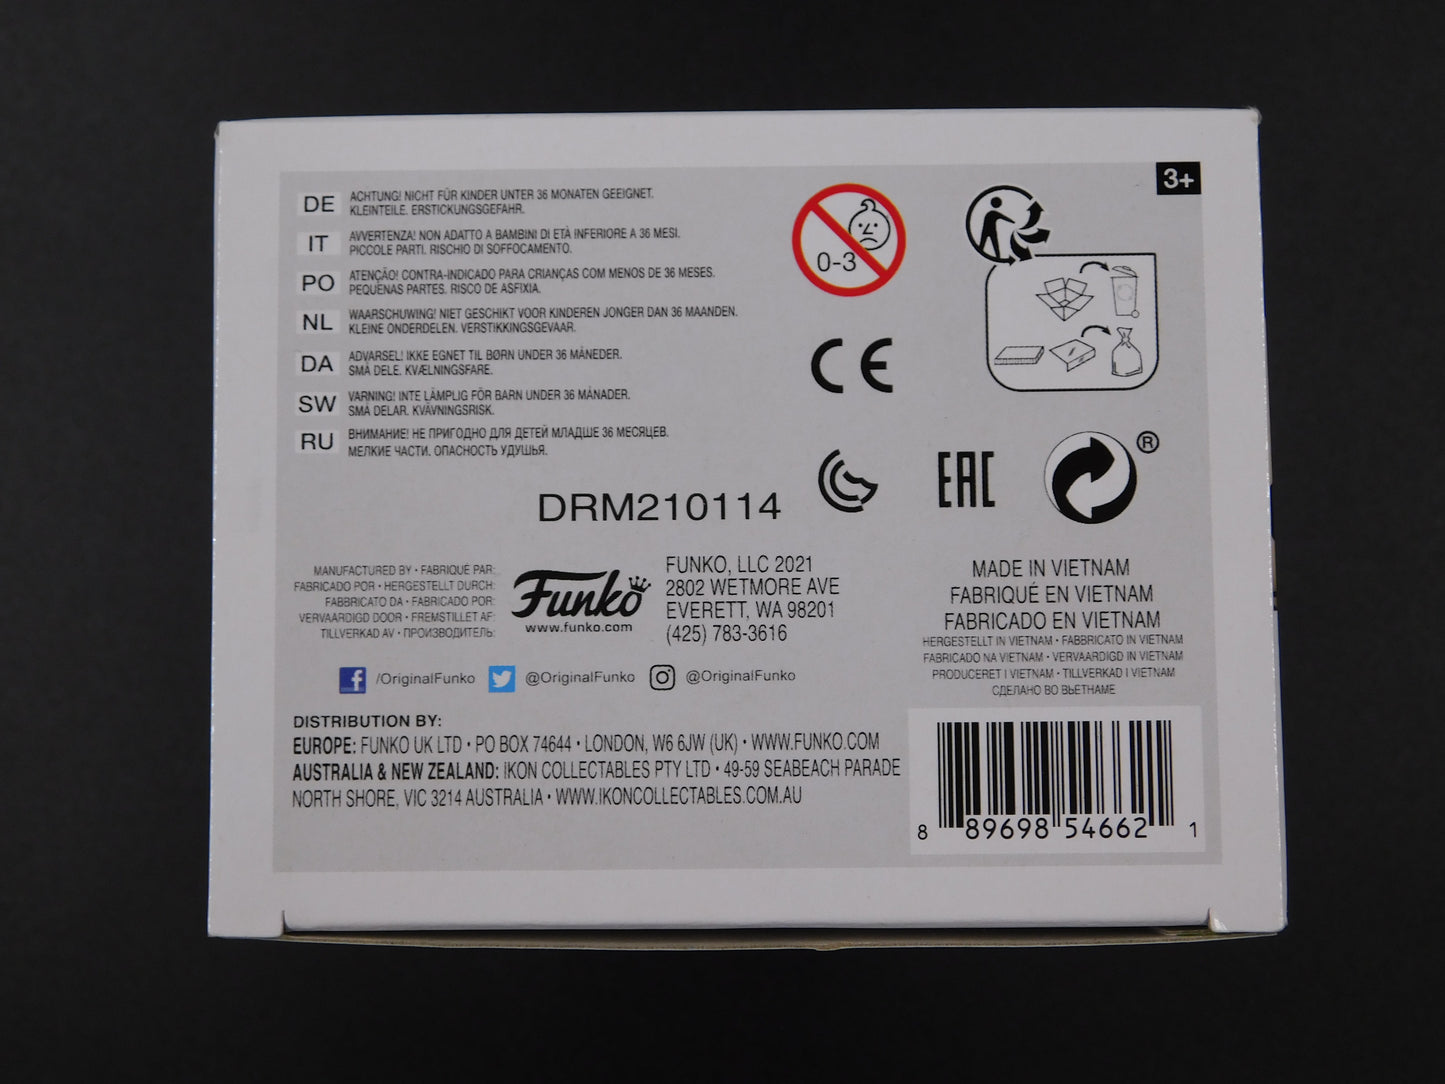 3+
DE ACHTUNG! NICHT FÜR KINDER UNTER 36 MONATEN GEEIGNET.
KLEINTEILE. ERSTICKUNGSGEFAHR.
IT AVVERTENZA! NON ADATTO A BAMBINI DI ETÀ INFERIORE A 36 MESI.
PICCOLE PARTI. RISCHIO DI SOFFOCAMENTO.
PO ATENCÃO! CONTRA-INDICADO PARA CRIANÇAS COM MENOS DE 36 MESES.
PEQUENAS PARTES. RISCO DE ASFIXIA.
NL WAARSCHUWING! NIET GESCHIKT VOOR KINDEREN JONGER DAN 36 MAANDEN.
KLEINE ONDERDELEN. VERSTIKKINGSGEVAAR.
DA ADVARSEL! IKKE EGNET TIL BØRN UNDER 36 MÅNEDER.
SMÅ DELE. KVÆLNINGSFARE.
SW VARNING! INTE LÄMPLIG FÖR BARN UNDER 36 MÅNADER.
SMÅ DELAR. KVÄVNINGSRISK.
RU ВНИМАНИЕ! НЕ ПРИГОДНО ДЛЯ ДЕТЕЙ МЛАДШЕ 36 МЕСЯЦЕВ.
МЕЛКИЕ ЧАСТИ. ОПАСНОСТЬ УДУШЬЯ.
0-3
CE
EAC
®
DRM210114
MANUFACTURED BY • FABRIQUÉ PAR:
FABRICADO POR • HERGESTELLT DURCH:
FABBRICATO DA • FABRICADO POR:
VERVAARDIGD DOOR • FREMSTILLET AF:
TILLVERKAD AV • ПРОИЗВОДИТЕЛЬ:
Funko
www.funko.com
FUNKO, LLC 2021
2802 WETMORE AVE
EVERETT, WA 98201
(425) 783-3616
/OriginalFunko @OriginalFunko @OriginalFunko
MADE IN VIETNAM
FABRIQUÉ EN VIETNAM
FABRICADO EN VIETNAM
HERGESTELLT IN VIETNAM • FABBRICATO IN VIETNAM
FABRICADO NA VIETNAM • VERVAARDIGD IN VIETNAM
PRODUCERET I VIETNAM • TILLVERKAD I VIETNAM
СДЕЛАНО ВО ВЬЕТНАМЕ
DISTRIBUTION BY:
EUROPE: FUNKO UK LTD • PO BOX 74644 • LONDON, W6 6JW (UK) • WWW.FUNKO.COM
AUSTRALIA & NEW ZEALAND: IKON COLLECTABLES PTY LTD • 49-59 SEABEACH PARADE
NORTH SHORE, VIC 3214 AUSTRALIA • WWW.IKONCOLLECTABLES.COM.AU
8 89698 54662 1